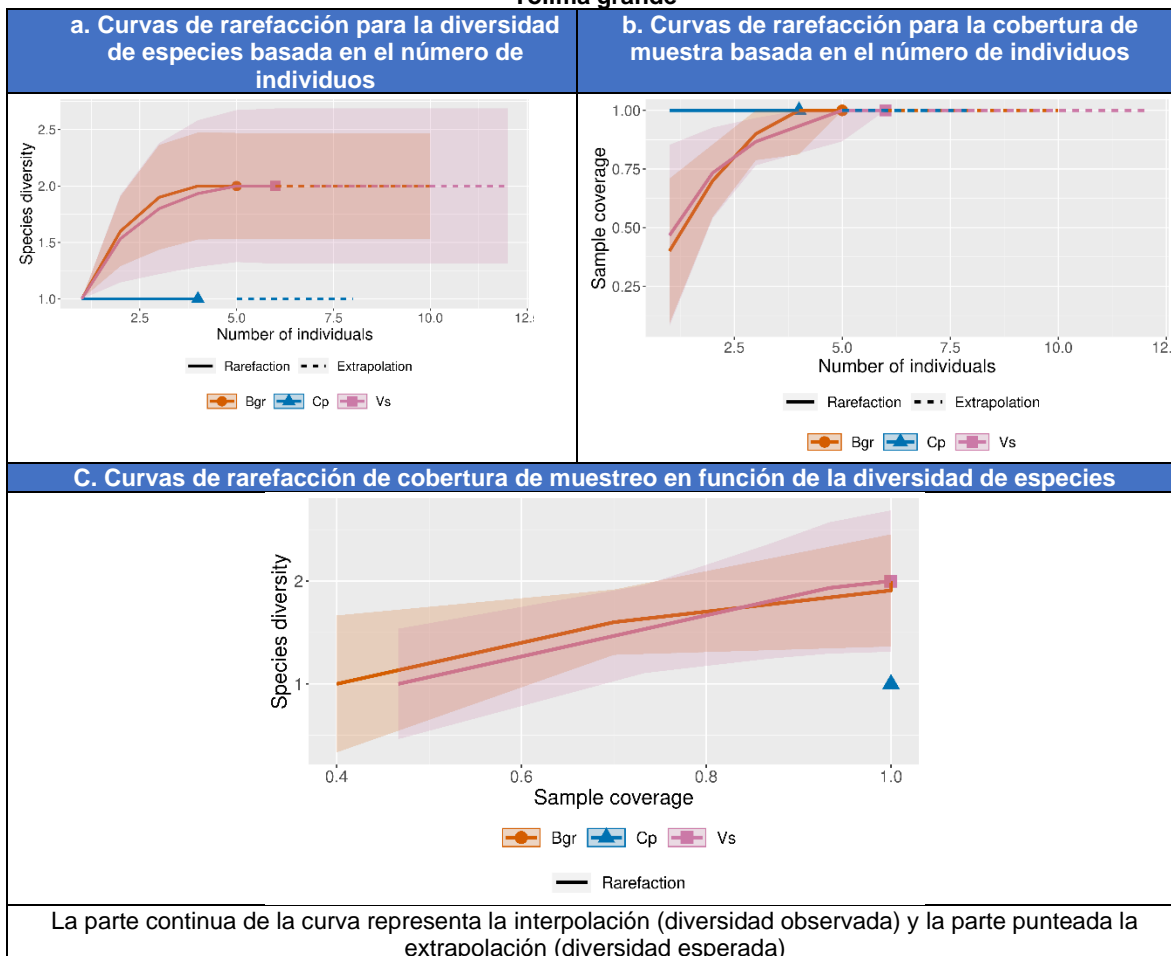 Tolima grande
a. Curvas de rarefacción para la diversidad
de especies basada en el número de
individuos
b. Curvas de rarefacción para la cobertura de
muestra basada en el número de individuos
2.5
2.0
1.5
1.0
Species diversity
2.5
5.0
7.5
10.0
Number of individuals
Rarefaction
Extrapolation
Bgr
Cp
Vs
1.00
0.75
0.50
0.25
Sample coverage
2.5
5.0
7.5
10.0
Number of individuals
Rarefaction
Extrapolation
Bgr
Cp
Vs
C. Curvas de rarefacción de cobertura de muestreo en función de la diversidad de especies
2
1
Species diversity
0.4
0.6
0.8
1.0
Sample coverage
Bgr
Cp
Vs
Rarefaction
La parte continua de la curva representa la interpolación (diversidad observada) y la parte punteada la
extrapolación (diversidad esperada)